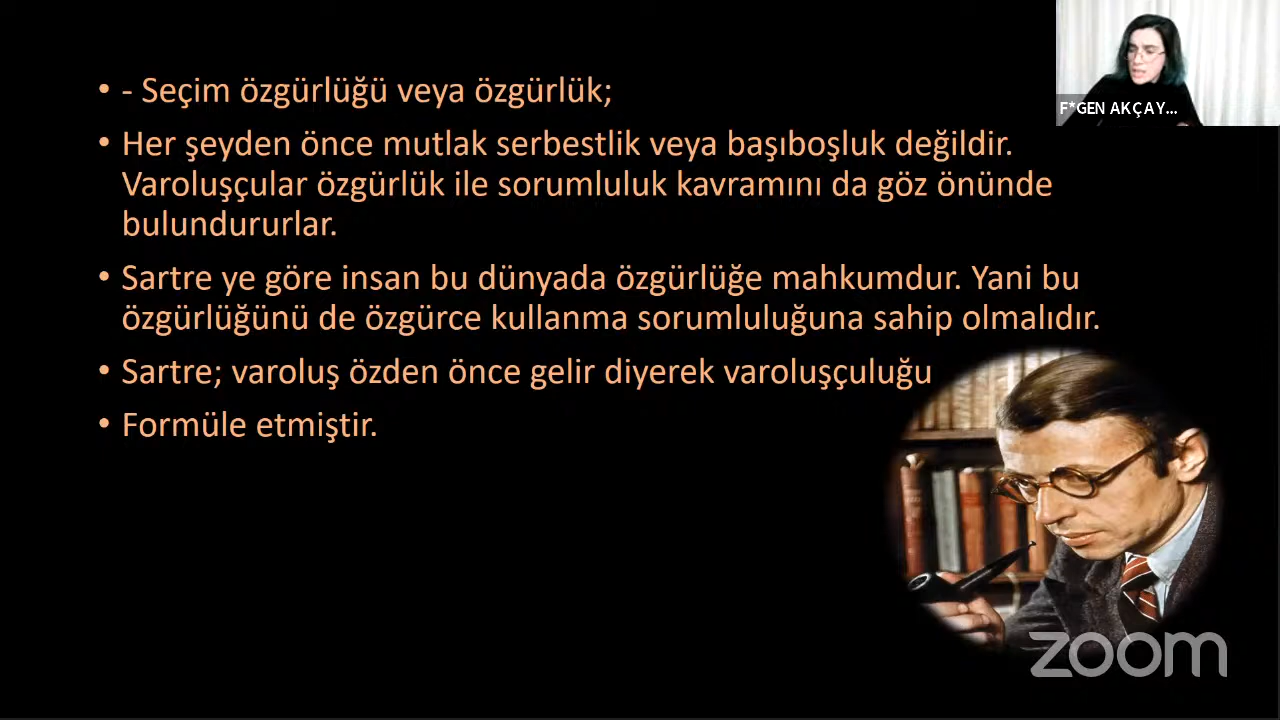 • - Seçim özgürlüğü veya özgürlük;
• Her şeyden önce mutlak serbestlik veya başıboşluk değildir.
Varoluşçular özgürlük ile sorumluluk kavramını da göz önünde
bulundururlar.
• Sartre ye göre insan bu dünyada özgürlüğe mahkumdur. Yani bu
özgürlüğünü de özgürce kullanma sorumluluğuna sahip olmalıdır.
• Sartre; varoluş özden önce gelir diyerek varoluşçuluğu
• Formüle etmiştir.
F*GEN AKÇAY...
zoom